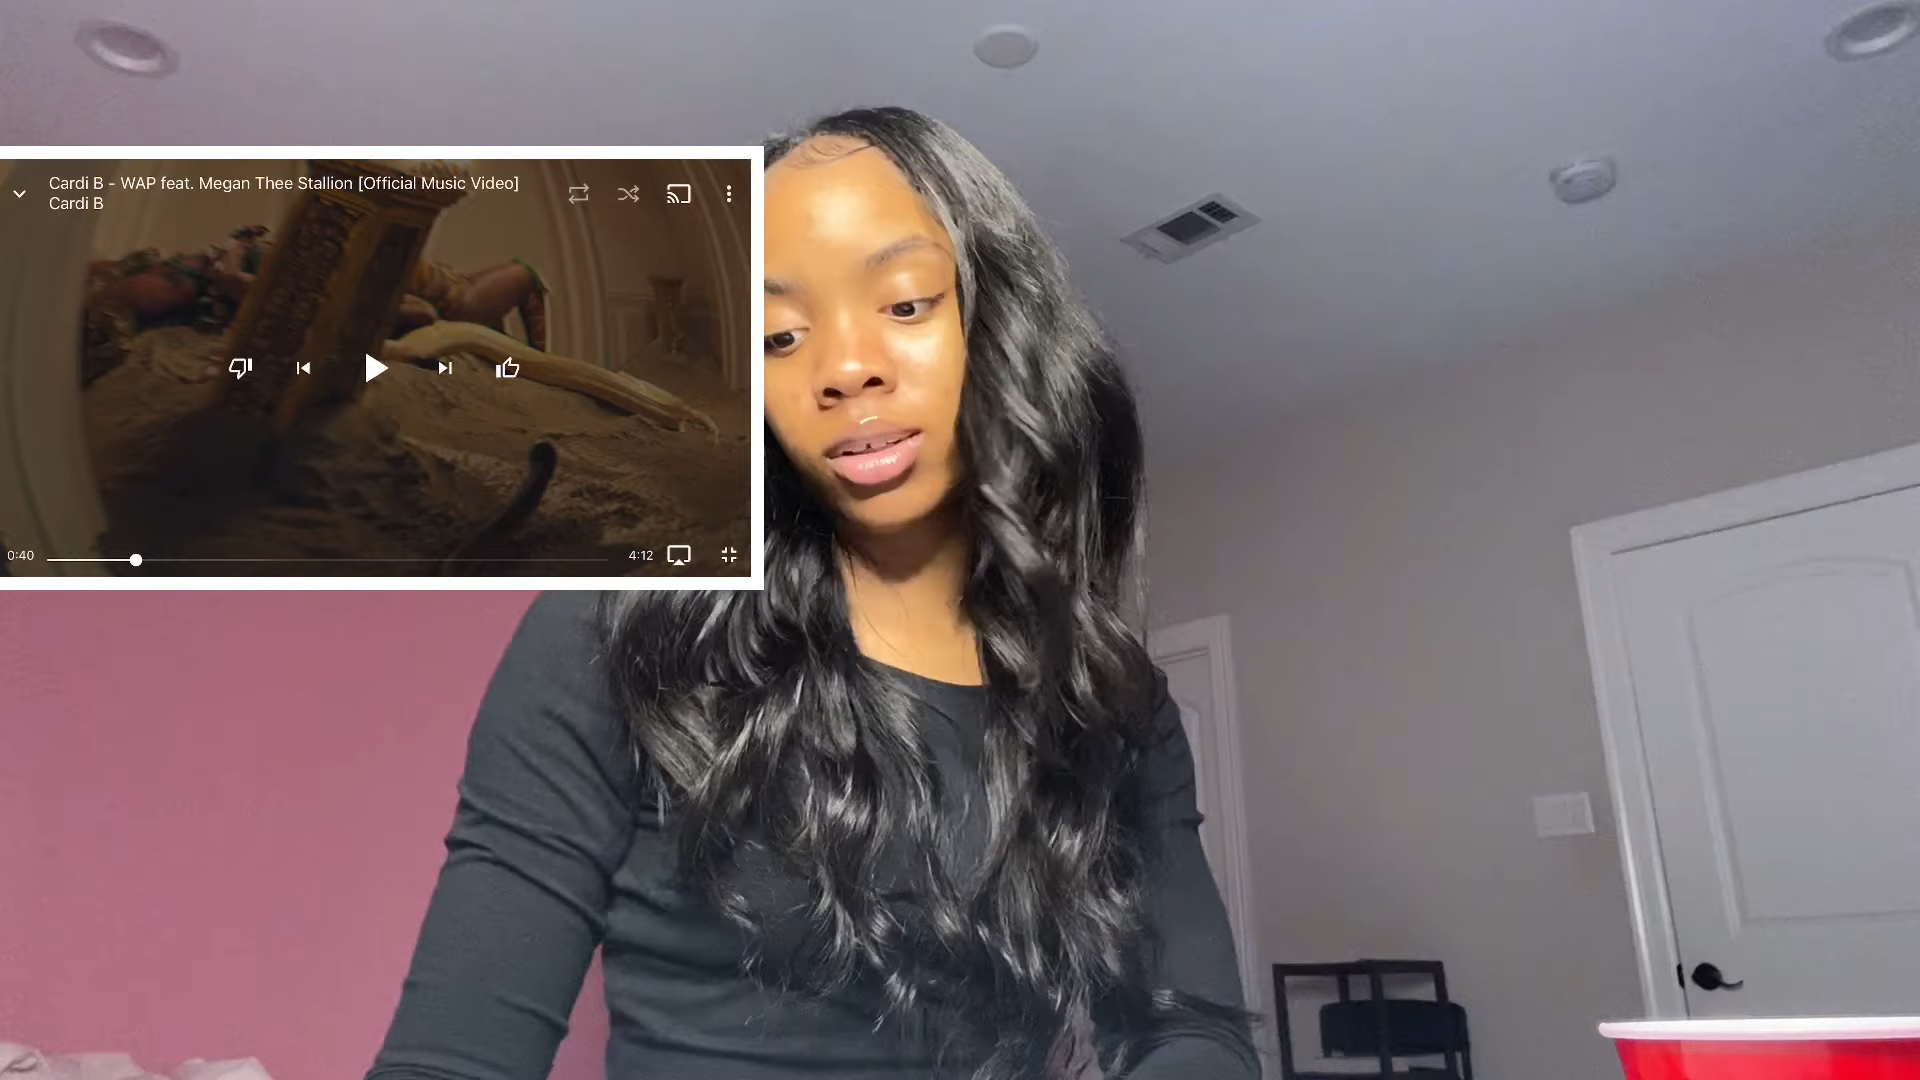 Cardi B - WAP feat. Megan Thee Stallion [Official Music Video]
Cardi B
0:40
4:12